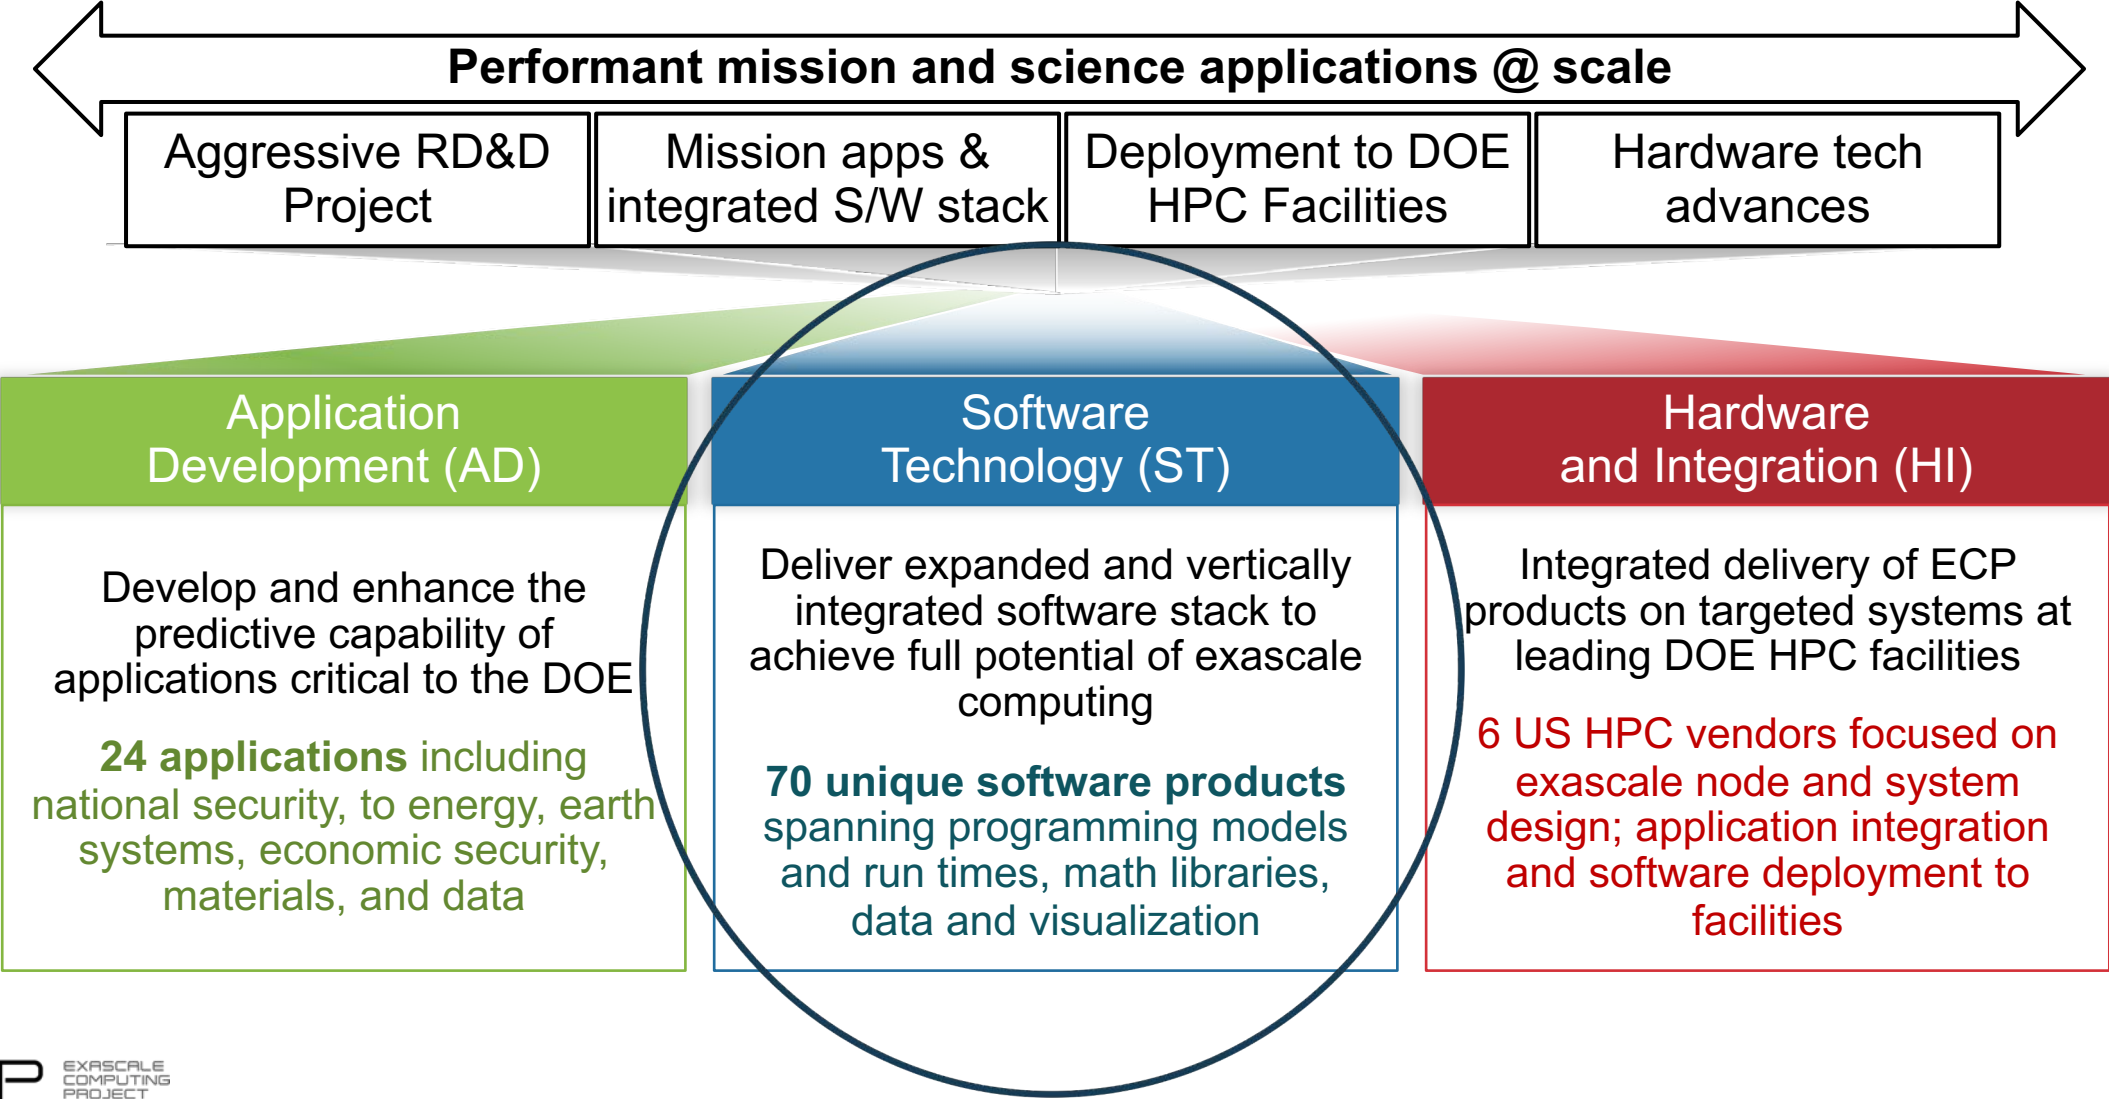 Performant mission and science applications @ scale
Aggressive RD&D
Project
Mission apps &
integrated S/W stack
Deployment to DOE
HPC Facilities
Hardware tech
advances
Application
Development (AD)
Develop and enhance the
predictive capability of
applications critical to the DOE
24 applications including
national security, to energy, earth
systems, economic security,
materials, and data
Software
Technology (ST)
Deliver expanded and vertically
integrated software stack to
achieve full potential of exascale
computing
70 unique software products
spanning programming models
and run times, math libraries,
data and visualization
Hardware
and Integration (HI)
Integrated delivery of ECP
products on targeted systems at
leading DOE HPC facilities
6 US HPC vendors focused on
exascale node and system
design; application integration
and software deployment to
facilities
P
EXASCALE
COMPUTING
PROJECT